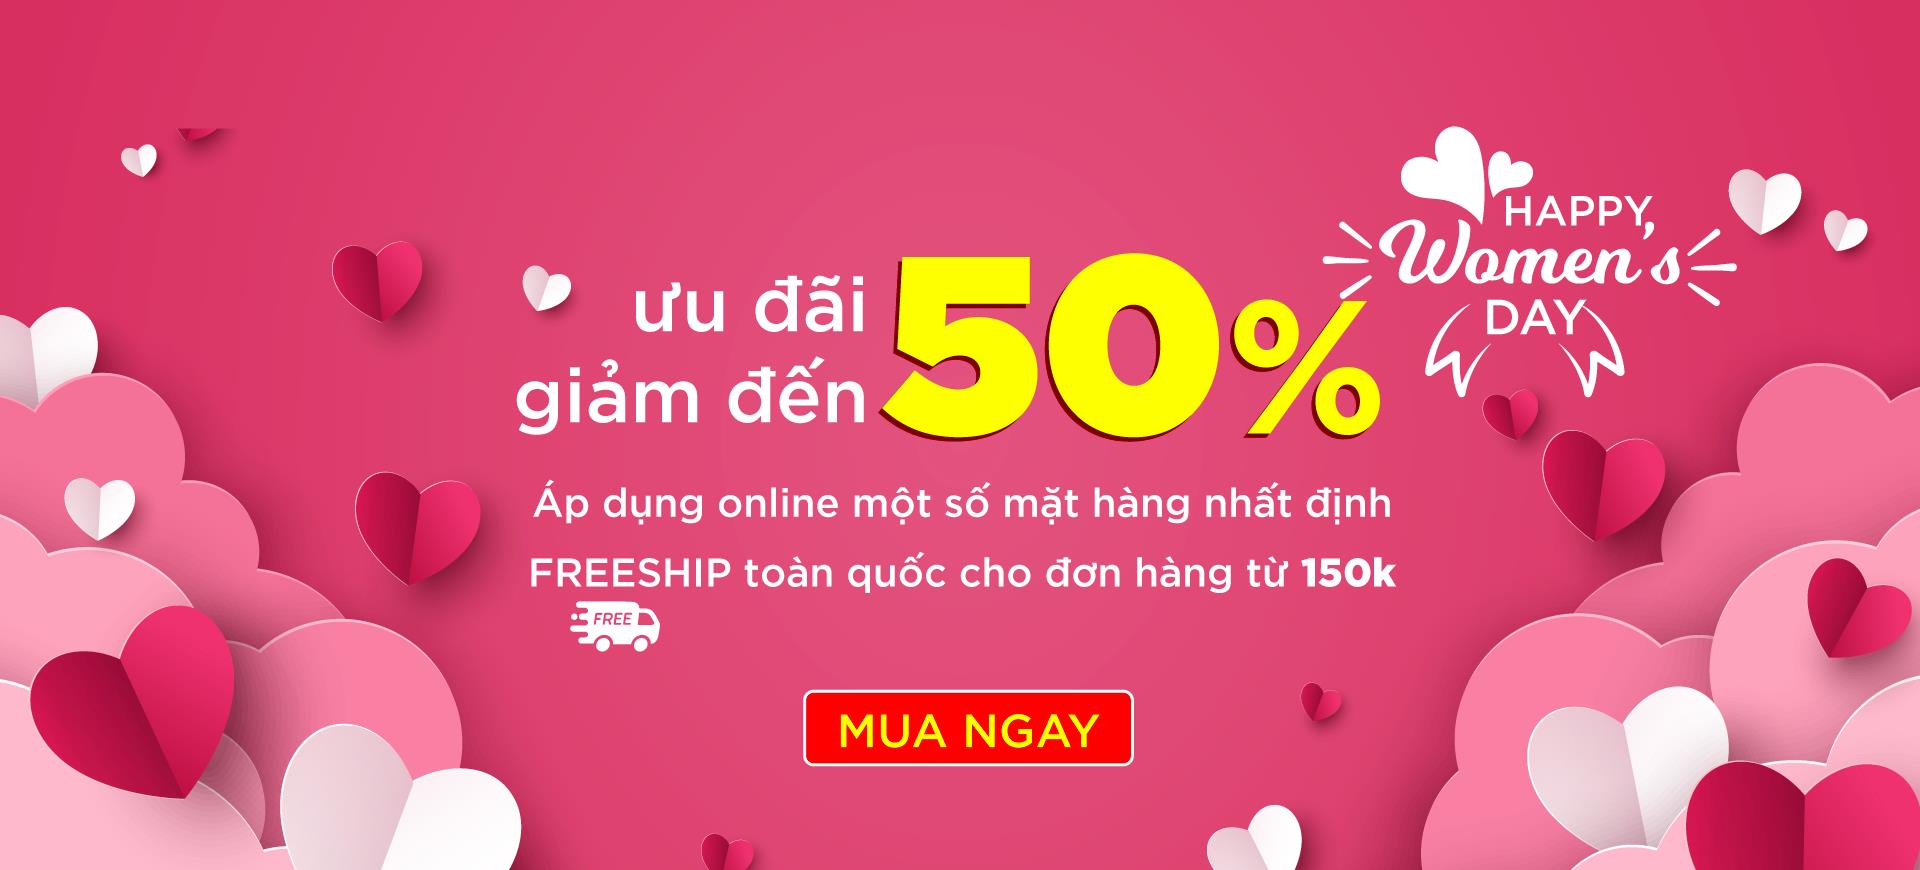 HAPPY,
Women's
DAY
ưu đãi
giảm đến
50%
Áp dụng online một số mặt hàng nhất định
FREESHIP toàn quốc cho đơn hàng từ 150k
FREE
MUA NGAY